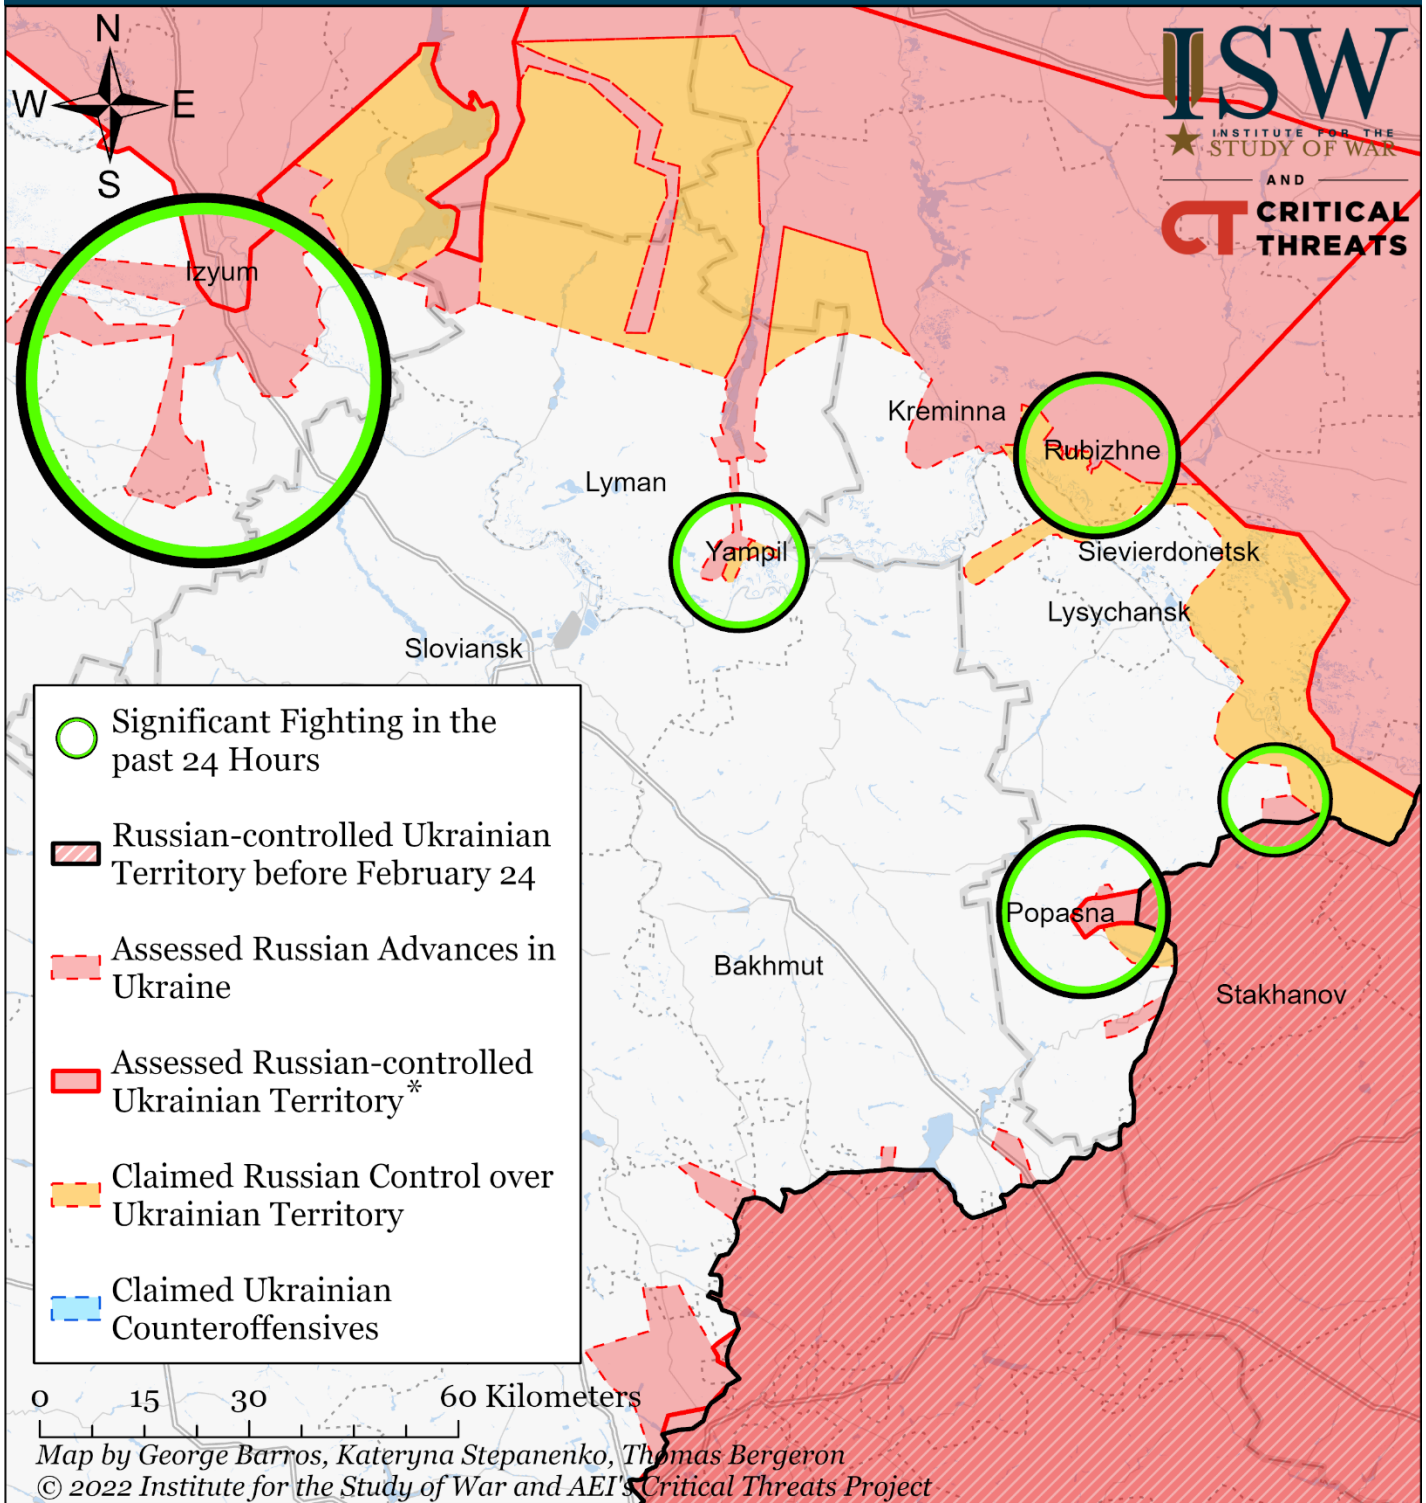 N
W E
S
ISW
INSTITUTE FOR THE
STUDY OF WAR
AND
CT CRITICAL
THREATS
Izyum
Kreminna
Rubizhne
Lyman
Yampil
Sievierdonetsk
Lysychansk
Sloviansk
Popasna
Bakhmut
Stakhanov
Significant Fighting in the
past 24 Hours
Russian-controlled Ukrainian
Territory before February 24
Assessed Russian Advances in
Ukraine
Assessed Russian-controlled
Ukrainian Territory*
Claimed Russian Control over
Ukrainian Territory
Claimed Ukrainian
Counteroffensives
0 15 30 60 Kilometers
Map by George Barros, Kateryna Stepanenko, Thomas Bergeron
© 2022 Institute for the Study of War and AEI's Critical Threats Project